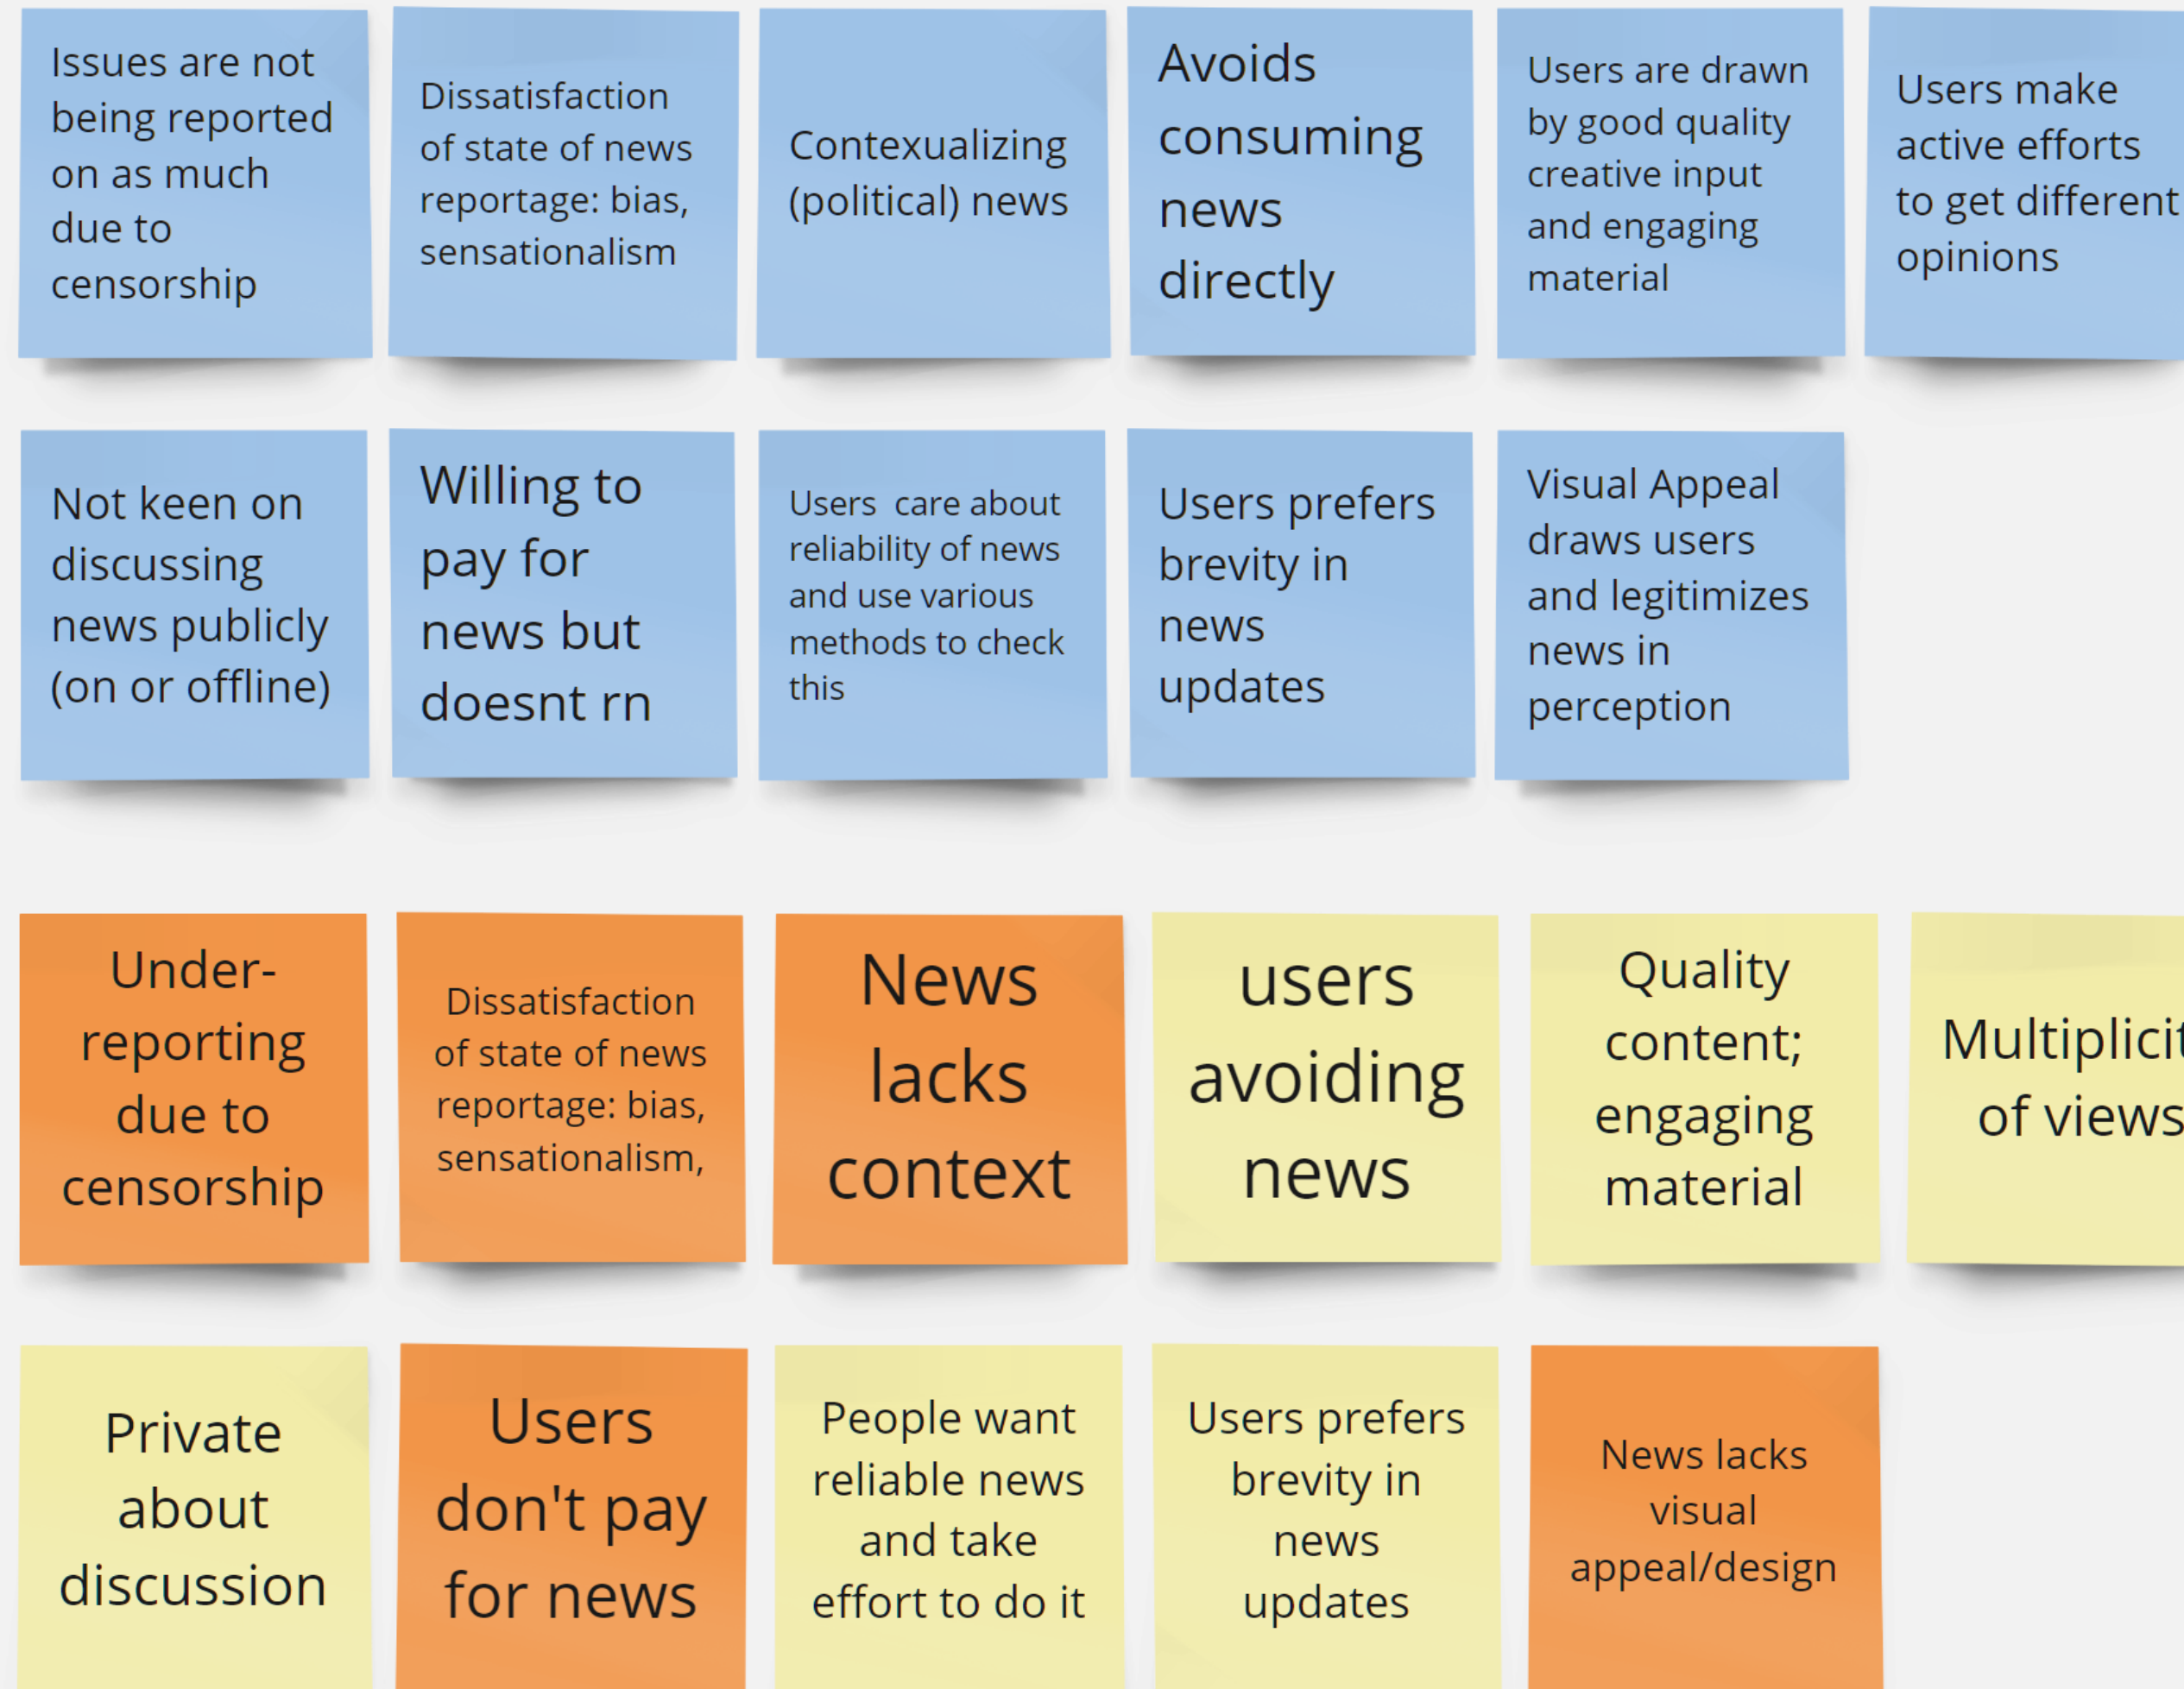 Issues are not
being reported
on as much
due to
censorship
Dissatisfaction
of state of news
reportage: bias,
sensationalism
Contexualizing
(political) news
Avoids
consuming
news
directly
Users are drawn
by good quality
creative input
and engaging
material
Users make
active efforts
to get different
opinions
Not keen on
discussing
news publicly
(on or offline)
Willing to
pay for
news but
doesnt rn
Users  care about
reliability of news
and use various
methods to check
this
Users prefers
brevity in
news
updates
Visual Appeal
draws users
and legitimizes
news in
perception
Under-
reporting
due to
censorship
Dissatisfaction
of state of news
reportage: bias,
sensationalism,
News
lacks
context
users
avoiding
news
Quality
content;
engaging
material
of views
Private
about
discussion
Users
don't pay
for news
People want
reliable news
and take
effort to do it
Users prefers
brevity in
news
updates
News lacks
visual
appeal/design